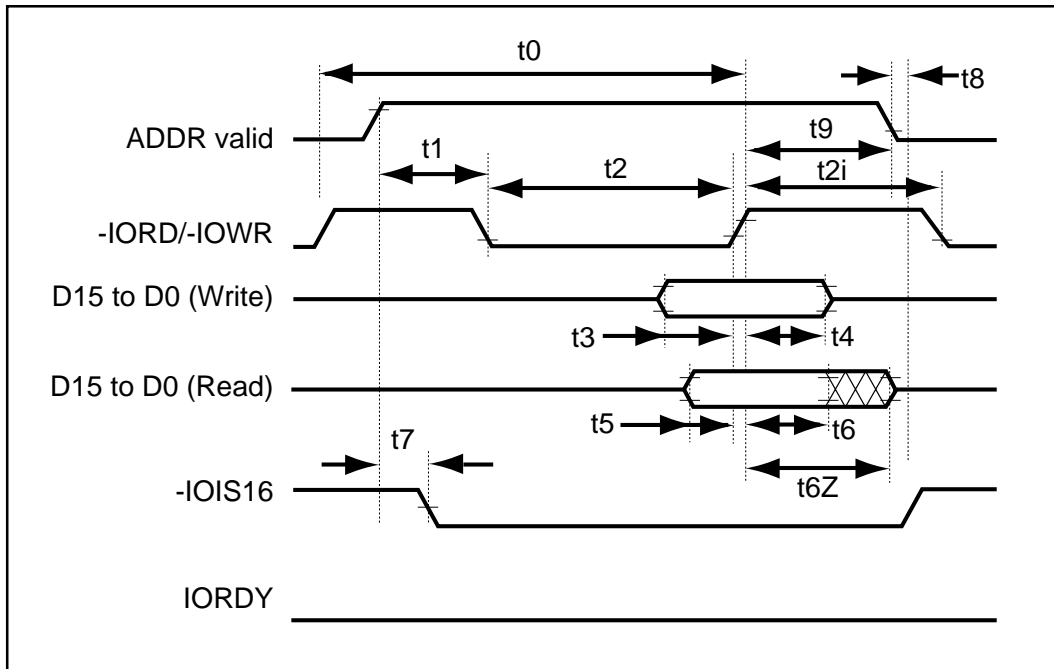 t0
t8
ADDR valid
t9
t1
t2
t2i
-IORD/-IOWR
D15 to D0 (Write)
t3
t4
D15 to D0 (Read)
t5
t6
t7
t6Z
-IOIS16
IORDY